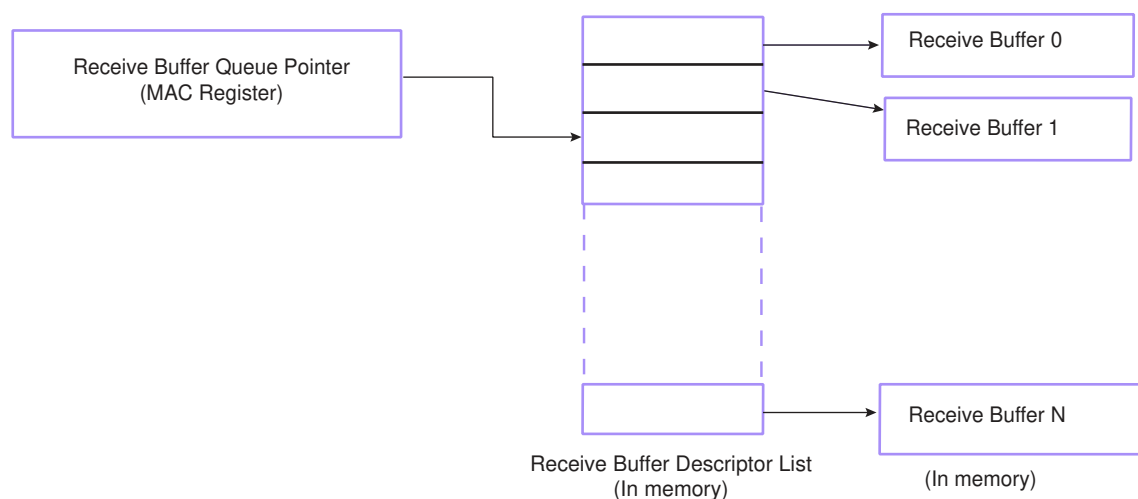 Receive Buffer Queue Pointer
(MAC Register)
Receive Buffer 0
Receive Buffer 1
Receive Buffer N
Receive Buffer Descriptor List
(In memory)
(In memory)